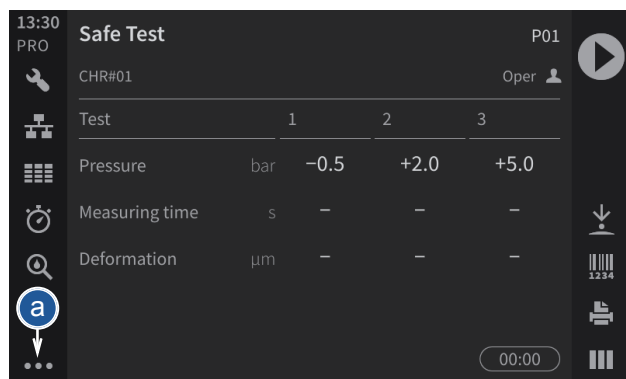 13:30
PRO
Safe Test P01
CHR#01 Oper
Test 1 2 3
Pressure bar −0.5 +2.0 +5.0
Measuring time s – – –
Deformation µm – – –
a
00:00
1234